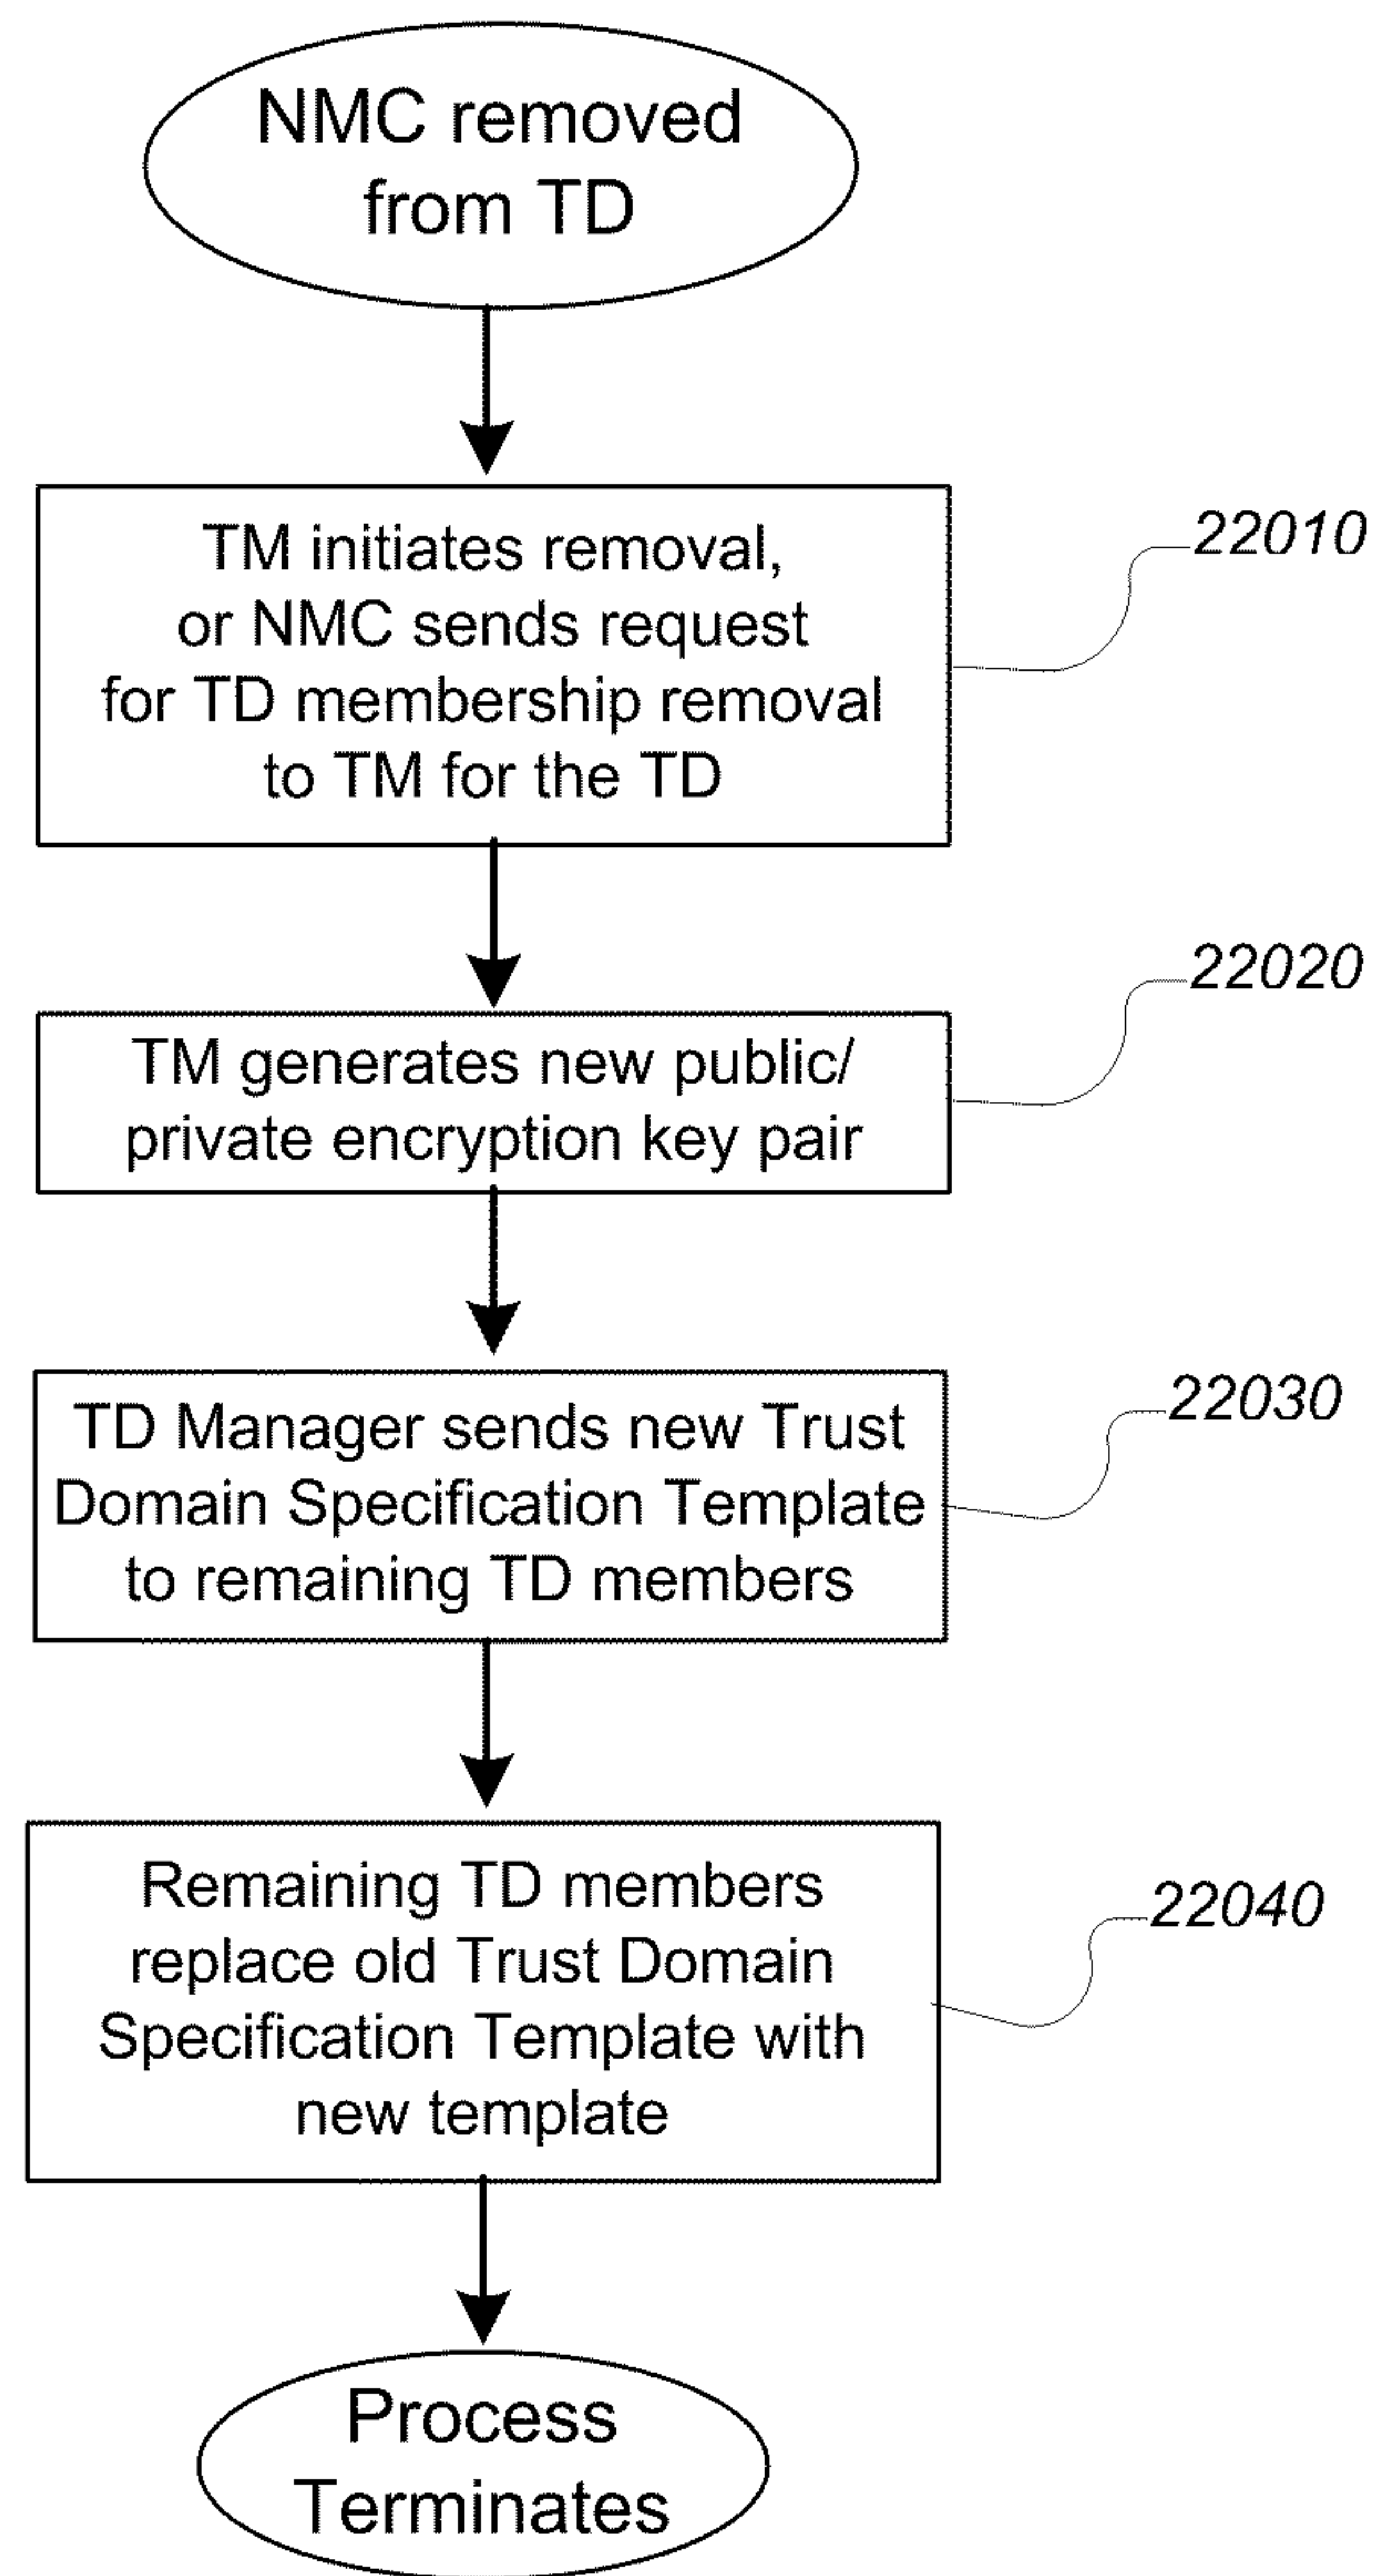 NMC removed
from TD
TM initiates removal,
or NMC sends request
for TD membership removal
to TM for the TD
22010
TM generates new public/
private encryption key pair
22020
TD Manager sends new Trust
Domain Specification Template
to remaining TD members
22030
Remaining TD members
replace old Trust Domain
Specification Template with
new template
22040
Process
Terminates